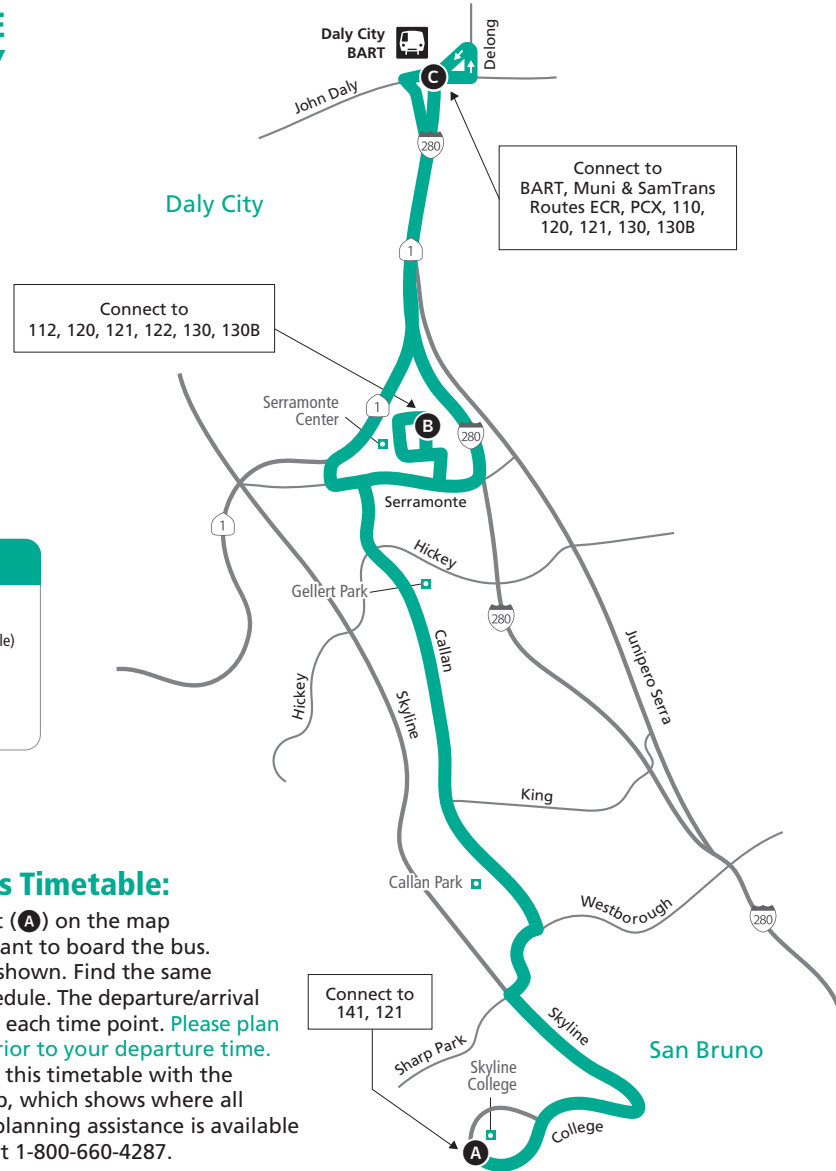 E
Y
Daly City
BART
C
Delong
John Daly
280
Connect to
BART, Muni & SamTrans
Routes ECR, PCX, 110,
120, 121, 130, 130B
Daly City
1
Connect to
112, 120, 121, 122, 130, 130B
Serramonte
Center
1
B
280
Serramonte
1
Hickey
Gellert Park
280
le)
Callan
Junipero Serra
Hickey
Skyline
King
s Timetable:
Callan Park
t (A) on the map
ant to board the bus.
shown. Find the same
edule. The departure/arrival
each time point. Please plan
rior to your departure time.
this timetable with the
p, which shows where all
planning assistance is available
t 1-800-660-4287.
Westborough
280
Connect to
141, 121
Skyline
Sharp Park
San Bruno
Skyline
College
College
A